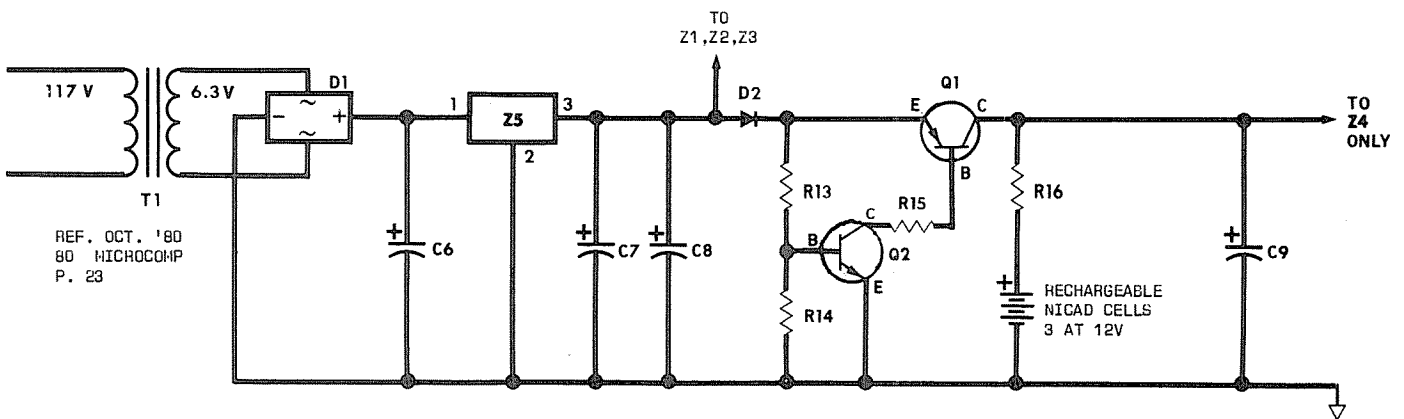 TO
Z1,Z2,Z3
117 V
6.3 V
T1
D1
~
-
+
~
1
Z5
3
2
D2
E
Q1
C
B
TO
Z4
ONLY
REF. OCT. '80
80 MICROCOMP
P. 23
+
C6
+
C7
+
C8
R13
R14
B
C
Q2
E
R15
R16
+
RECHARGEABLE
NICAD CELLS
3 AT 12V
+
C9